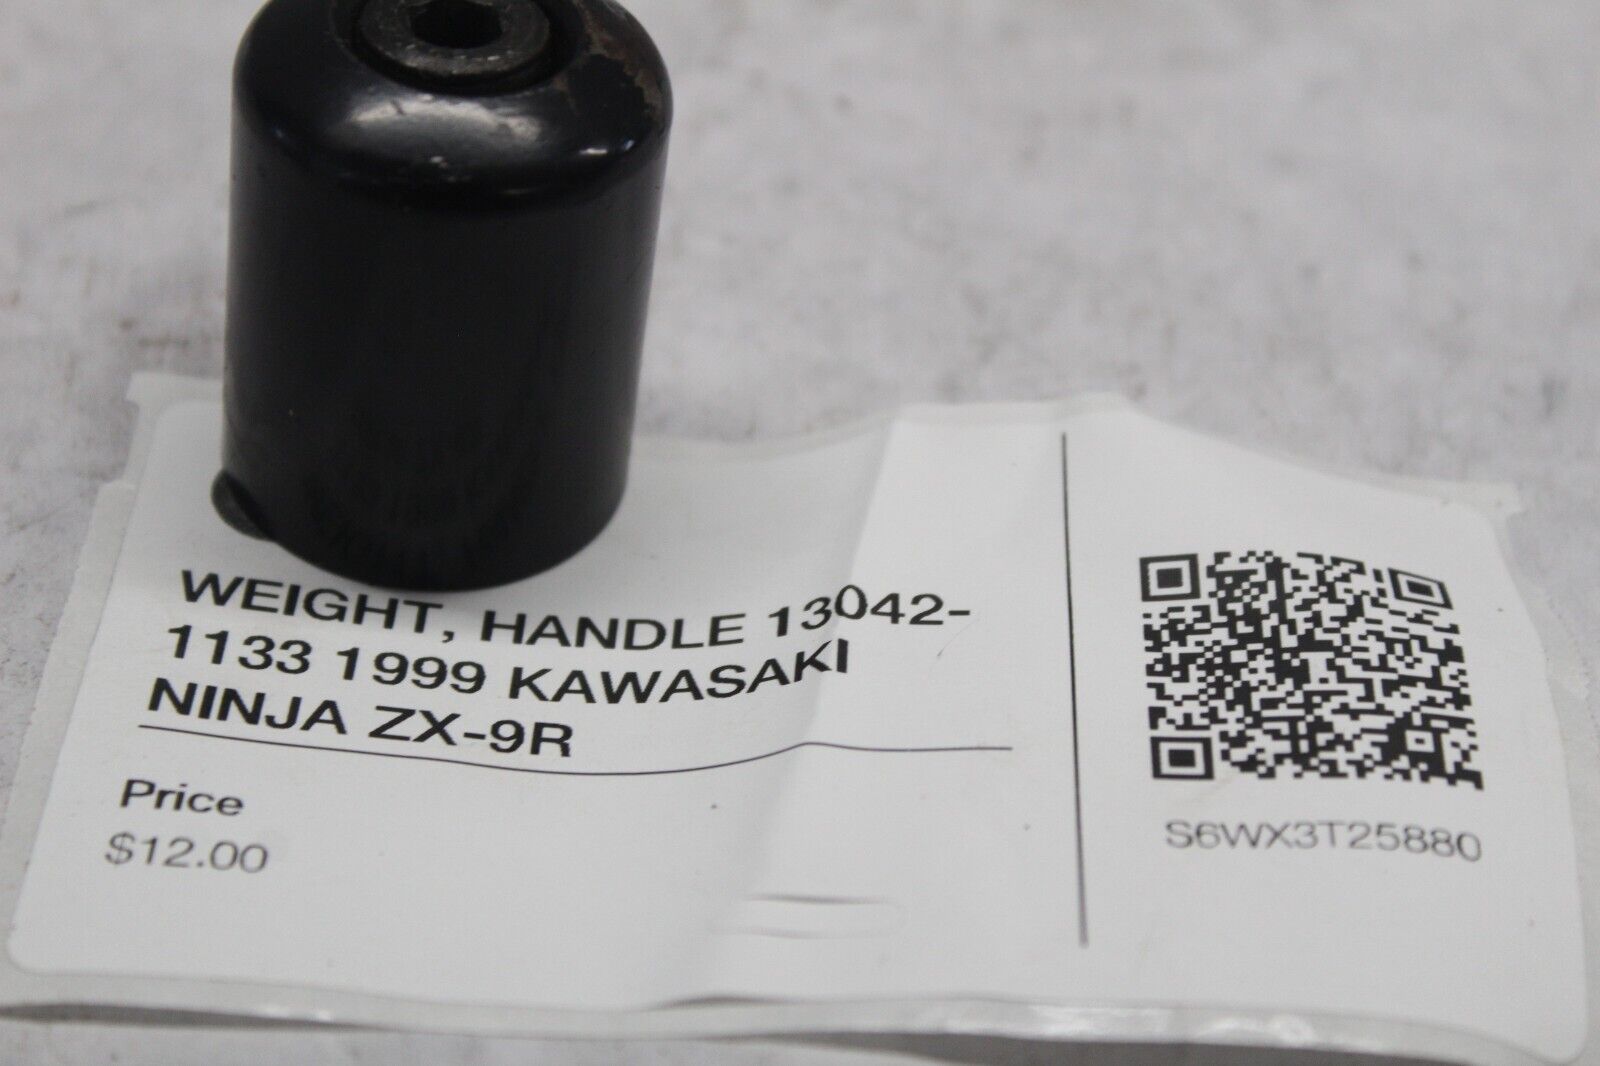 WEIGHT, HANDLE 13042-
1133 1999 KAWASAKI
NINJA ZX-9R
Price
$12.00
S6WX3T25880